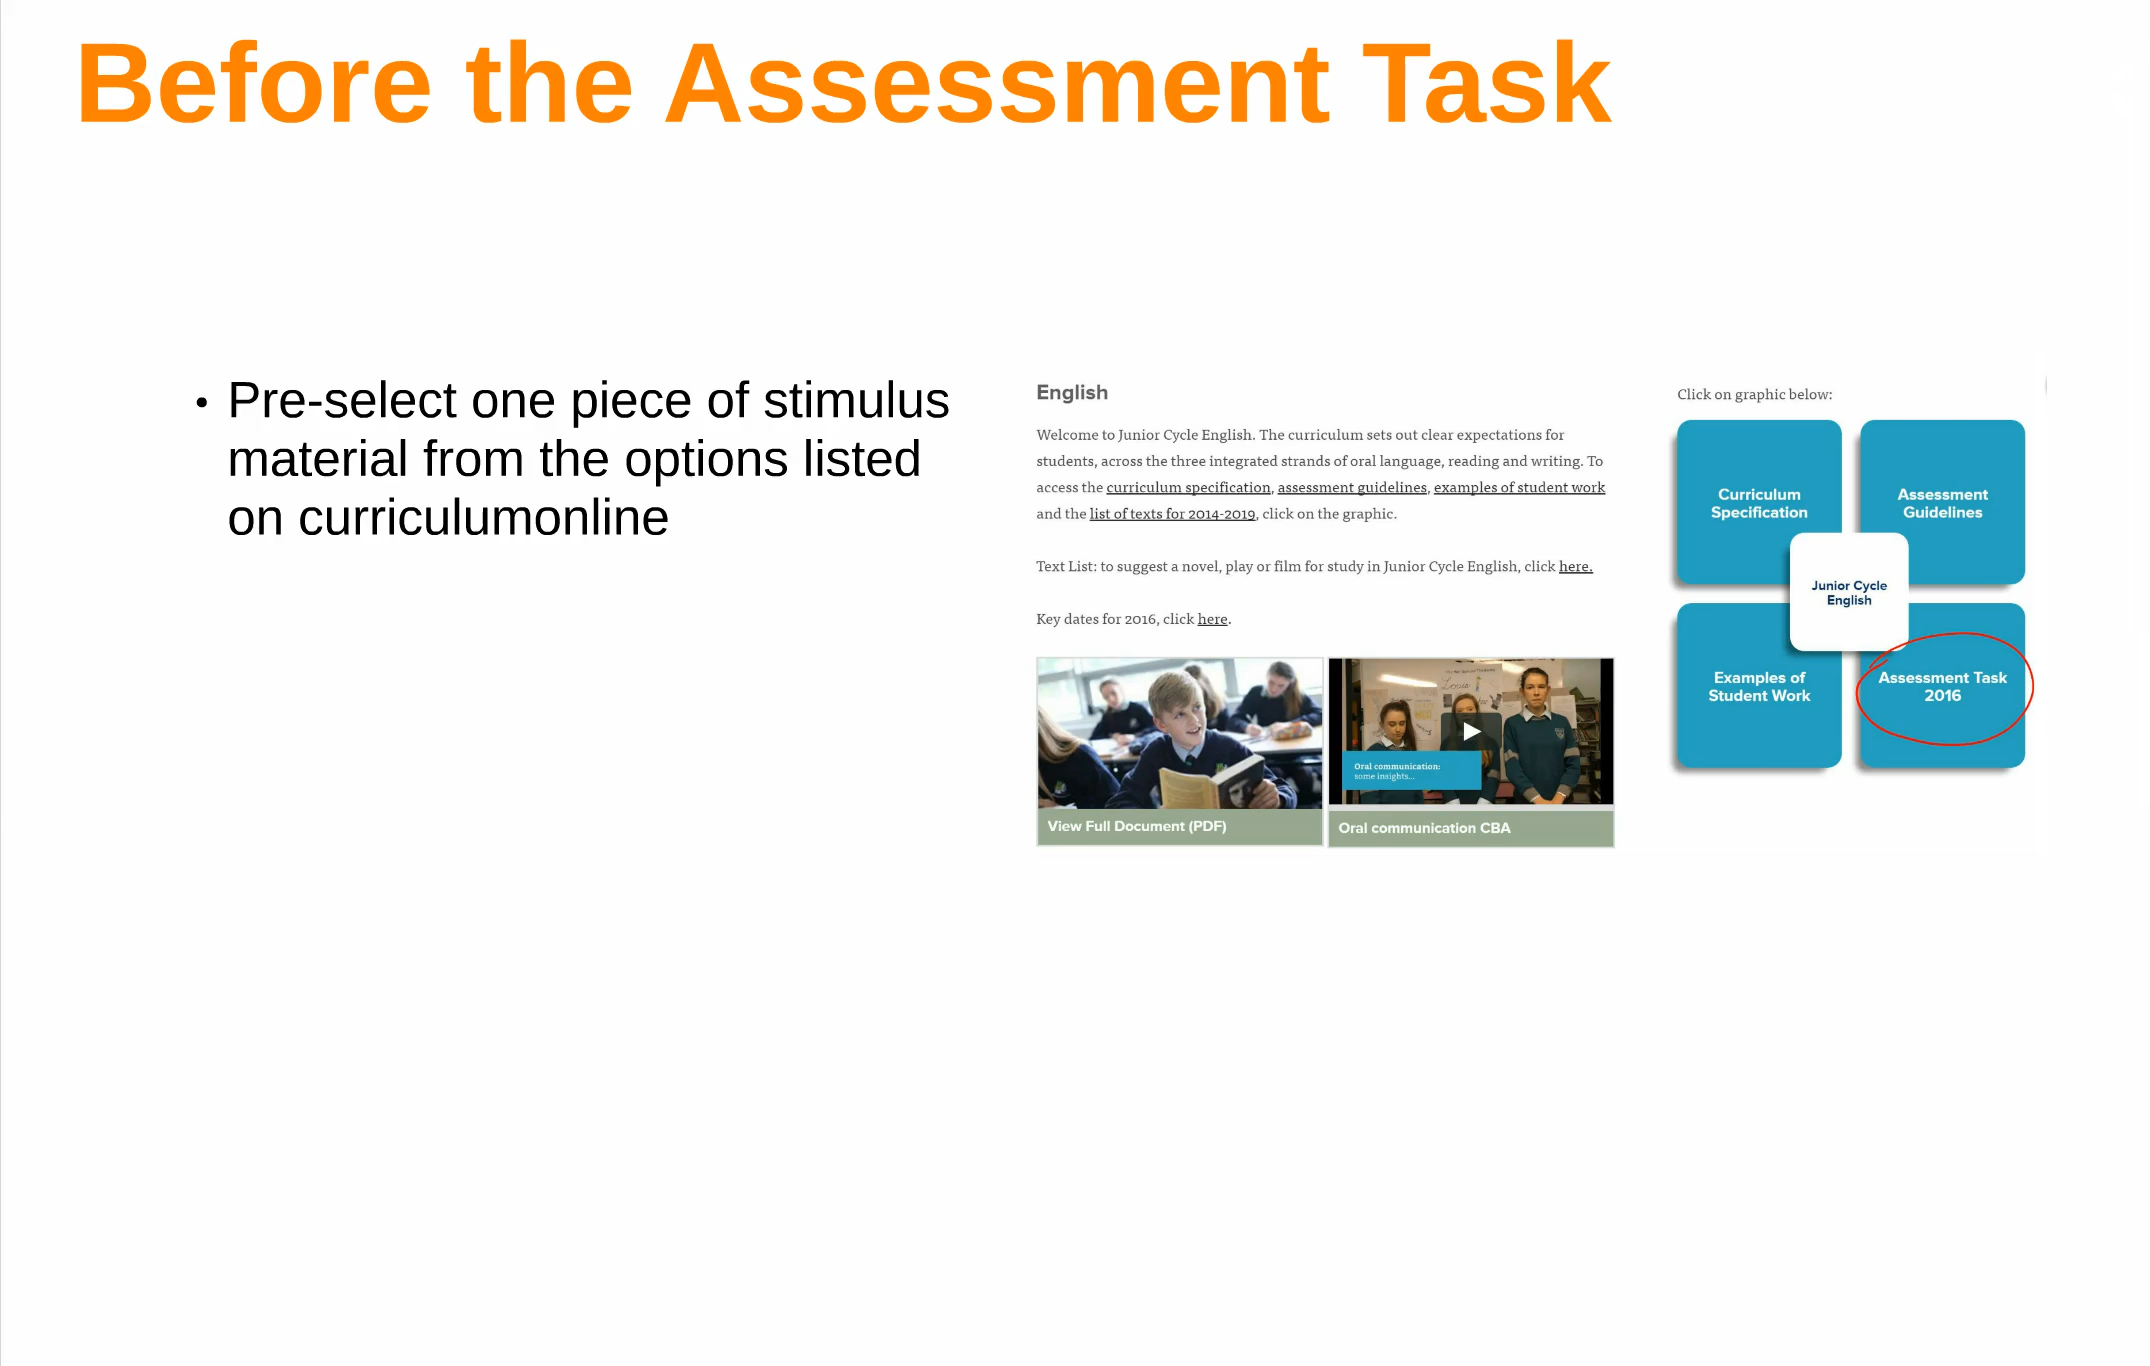 Before the Assessment Task
• Pre-select one piece of stimulus
material from the options listed
on curriculumonline
English
Welcome to Junior Cycle English. The curriculum sets out clear expectations for
students, across the three integrated strands of oral language, reading and writing. To
access the curriculum specification, assessment guidelines, examples of student work
and the list of texts for 2014-2019, click on the graphic.
Text List: to suggest a novel, play or film for study in Junior Cycle English, click here.
Key dates for 2016, click here.
Louie
Oral communication:
some insights...
View Full Document (PDF)
Oral communication CBA
Click on graphic below:
Curriculum
Specification
Assessment
Guidelines
Junior Cycle
English
Examples of
Student Work
Assessment Task
2016